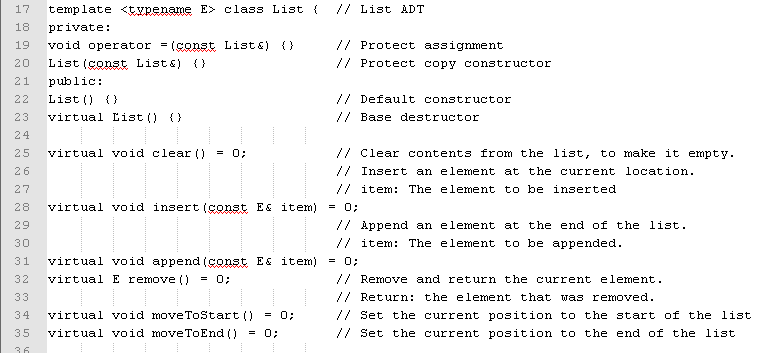 17 template <typename E> class List { // List ADT
18 private:
19 void operator =(const List&) {} // Protect assignment
20 List(const List&) {} // Protect copy constructor
21 public:
22 List() {} // Default constructor
23 virtual List() {} // Base destructor
24
25 virtual void clear() = 0; // Clear contents from the list, to make it empty.
26 // Insert an element at the current location.
27 // item: The element to be inserted
28 virtual void insert(const E& item) = 0;
29 // Append an element at the end of the list.
30 // item: The element to be appended.
31 virtual void append(const E& item) = 0;
32 virtual E remove() = 0; // Remove and return the current element.
33 // Return: the element that was removed.
34 virtual void moveToStart() = 0; // Set the current position to the start of the list
35 virtual void moveToEnd() = 0; // Set the current position to the end of the list
36